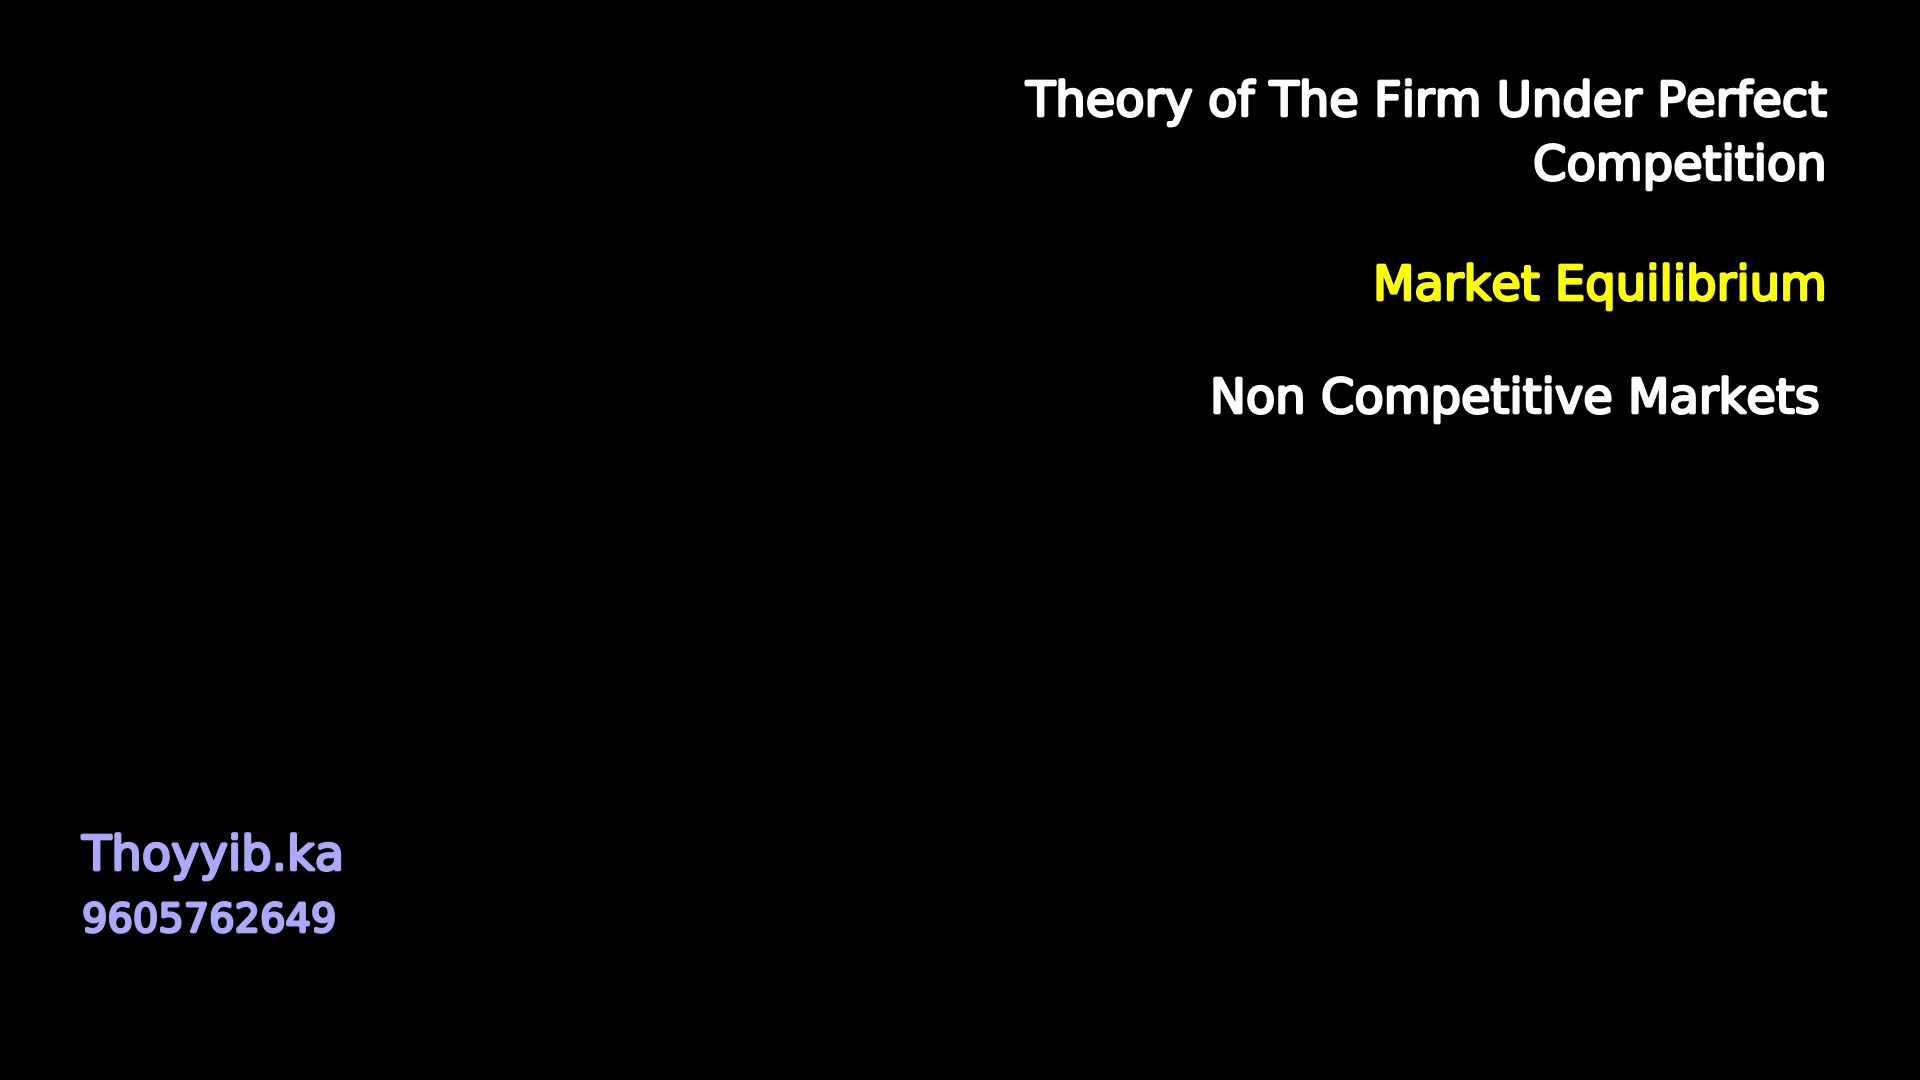 Theory of The Firm Under Perfect
Competition
Market Equilibrium
Non Competitive Markets
Thoyyib.ka
9605762649